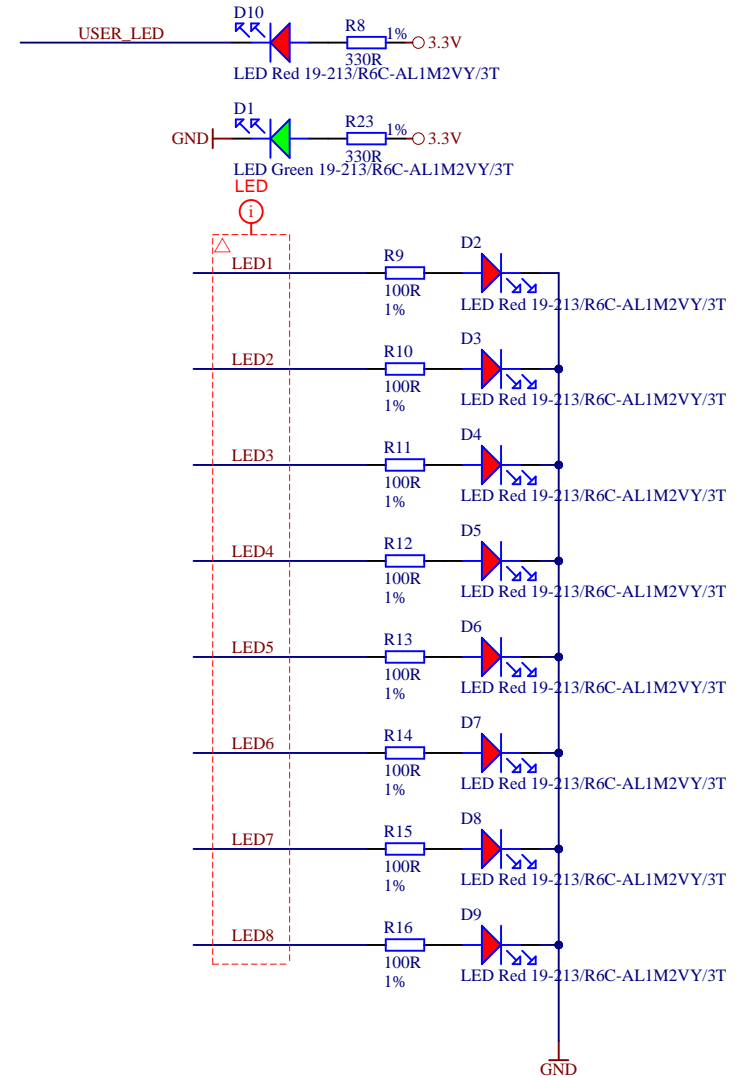 D10
USER_LED
R8
1%
3.3V
330R
LED Red 19-213/R6C-AL1M2VY/3T
D1
R23
1%
GND
3.3V
330R
LED Green 19-213/R6C-AL1M2VY/3T
LED
i
D2
LED1
R9
100R
1%
LED Red 19-213/R6C-AL1M2VY/3T
D3
LED2
R10
100R
1%
LED Red 19-213/R6C-AL1M2VY/3T
D4
LED3
R11
100R
1%
LED Red 19-213/R6C-AL1M2VY/3T
D5
LED4
R12
100R
1%
LED Red 19-213/R6C-AL1M2VY/3T
D6
LED5
R13
100R
1%
LED Red 19-213/R6C-AL1M2VY/3T
D7
LED6
R14
100R
1%
LED Red 19-213/R6C-AL1M2VY/3T
D8
LED7
R15
100R
1%
LED Red 19-213/R6C-AL1M2VY/3T
D9
LED8
R16
100R
1%
LED Red 19-213/R6C-AL1M2VY/3T
GND